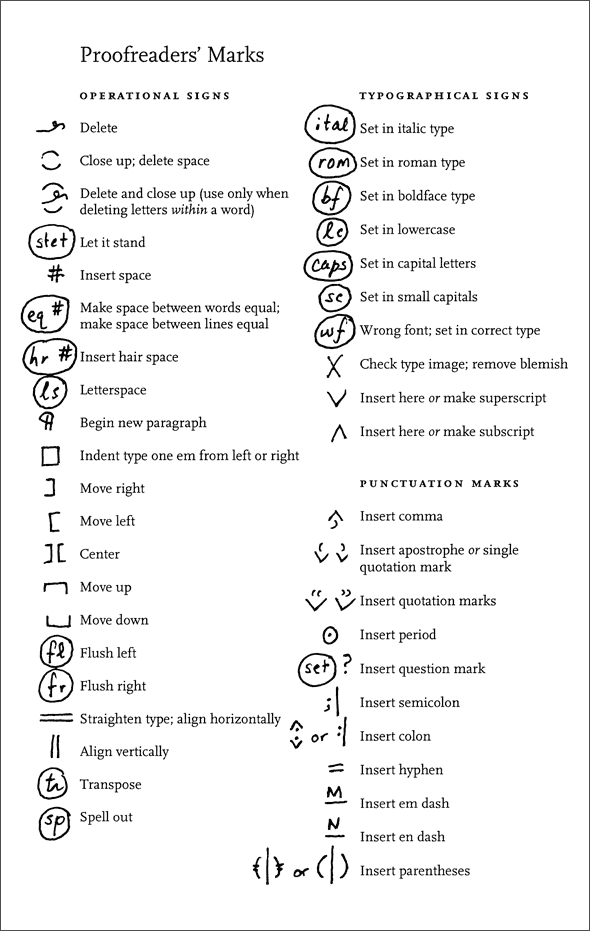 Proofreaders’ Marks
OPERATIONAL SIGNS
Delete
Close up; delete space
Delete and close up (use only when
deleting letters within a word)
stet Let it stand
# Insert space
eq # Make space between words equal;
make space between lines equal
hr # Insert hair space
ls Letterspace
¶ Begin new paragraph
Indent type one em from left or right
] Move right
[ Move left
][ Center
Move up
Move down
fl Flush left
fr Flush right
Straighten type; align horizontally
Align vertically
tr Transpose
sp Spell out
TYPOGRAPHICAL SIGNS
ital Set in italic type
rom Set in roman type
bf Set in boldface type
lc Set in lowercase
caps Set in capital letters
sc Set in small capitals
wf Wrong font; set in correct type
X Check type image; remove blemish
Insert here or make superscript
Insert here or make subscript
PUNCTUATION MARKS
Insert comma
Insert apostrophe or single
quotation mark
Insert quotation marks
Insert period
set ? Insert question mark
;| Insert semicolon
or :| Insert colon
= Insert hyphen
M Insert em dash
N Insert en dash
{|} or (|) Insert parentheses